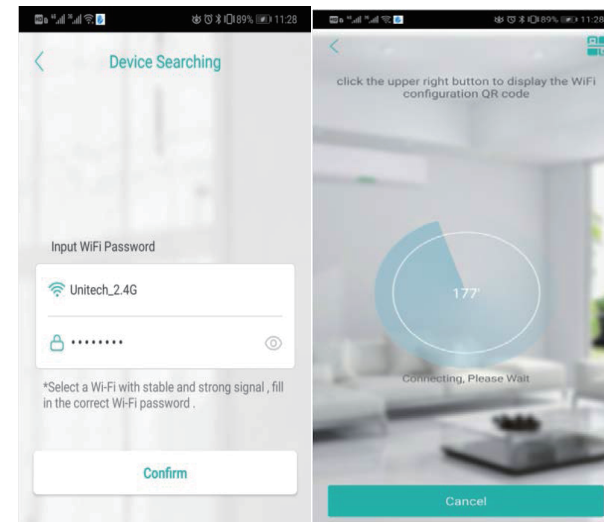 89% 11:28
Device Searching
Input WiFi Password
Unitech_2.4G
········
*Select a Wi-Fi with stable and strong signal , fill
in the correct Wi-Fi password .
Confirm
89% 11:28
click the upper right button to display the WiFi
configuration QR code
177'
Connecting, Please Wait
Cancel